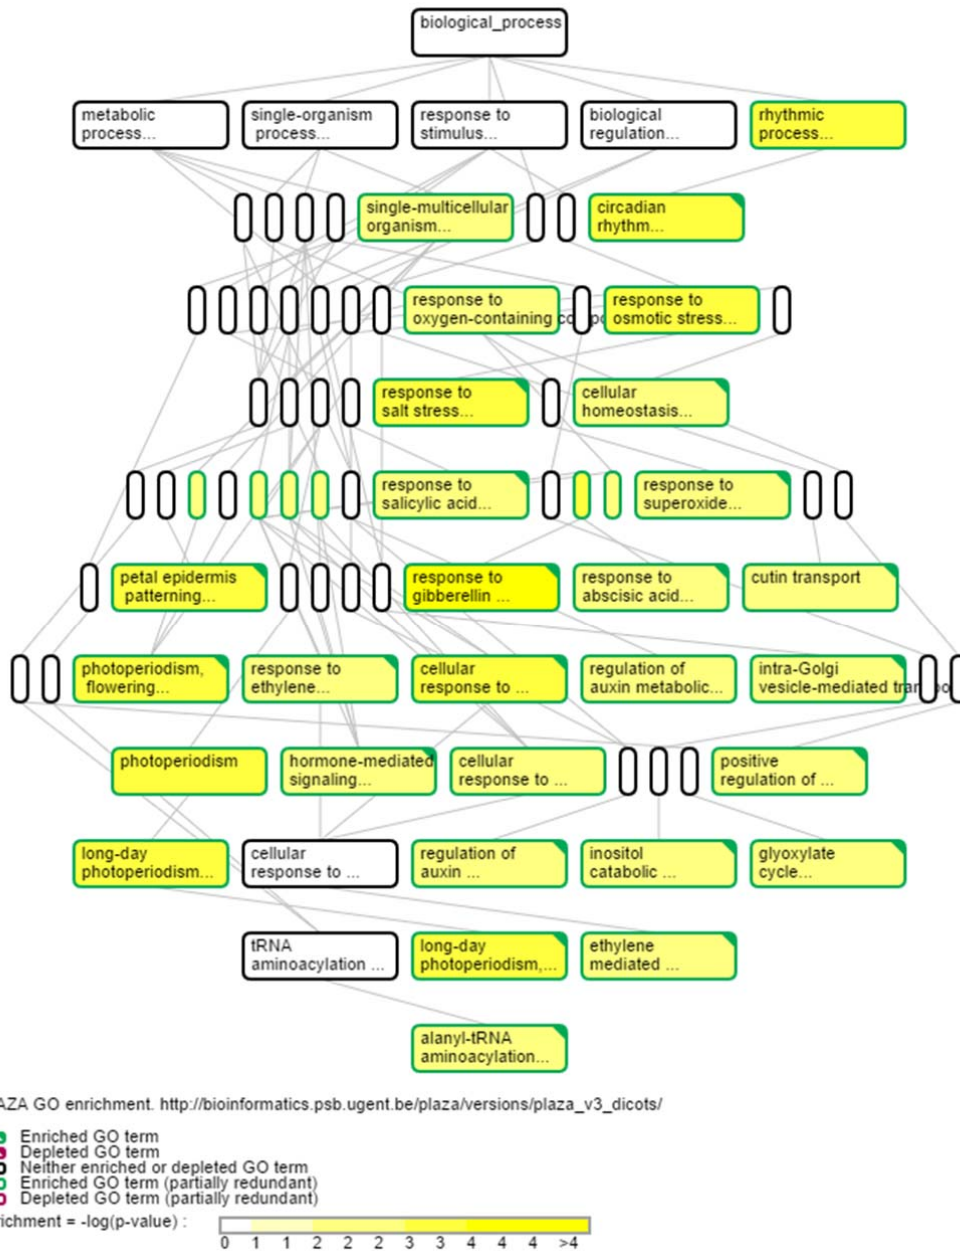 biological_process
metabolic
process...
single-organism
process...
response to
stimulus...
biological
regulation...
rhythmic
process...
single-multicellular
organism...
circadian
rhythm...
response to
oxygen-containing
response to
osmotic stress...
response to
salt stress...
cellular
homeostasis...
response to
salicylic acid...
response to
superoxide...
petal epidermis
patterning...
response to
gibberellin ...
response to
abscisic acid...
cutin transport
photoperiodism,
flowering...
response to
ethylene...
cellular
response to ...
regulation of
auxin metabolic...
intra-Golgi
vesicle-mediated
photoperiodism
hormone-mediated
signaling...
cellular
response to ...
positive
regulation of ...
long-day
photoperiodism...
cellular
response to ...
regulation of
auxin ...
inositol
catabolic ...
glyoxylate
cycle...
tRNA
aminoacylation ...
long-day
photoperiodism,...
ethylene
mediated ...
alanyl-tRNA
aminoacylation...
AZA GO enrichment. http://bioinformatics.psb.ugent.be/plaza/versions/plaza_v3_dicots/
Enriched GO term
Depleted GO term
Neither enriched or depleted GO term
Enriched GO term (partially redundant)
Depleted GO term (partially redundant)
richment = -log(p-value) :
0 1 1 2 2 2 3 3 4 4 4 >4